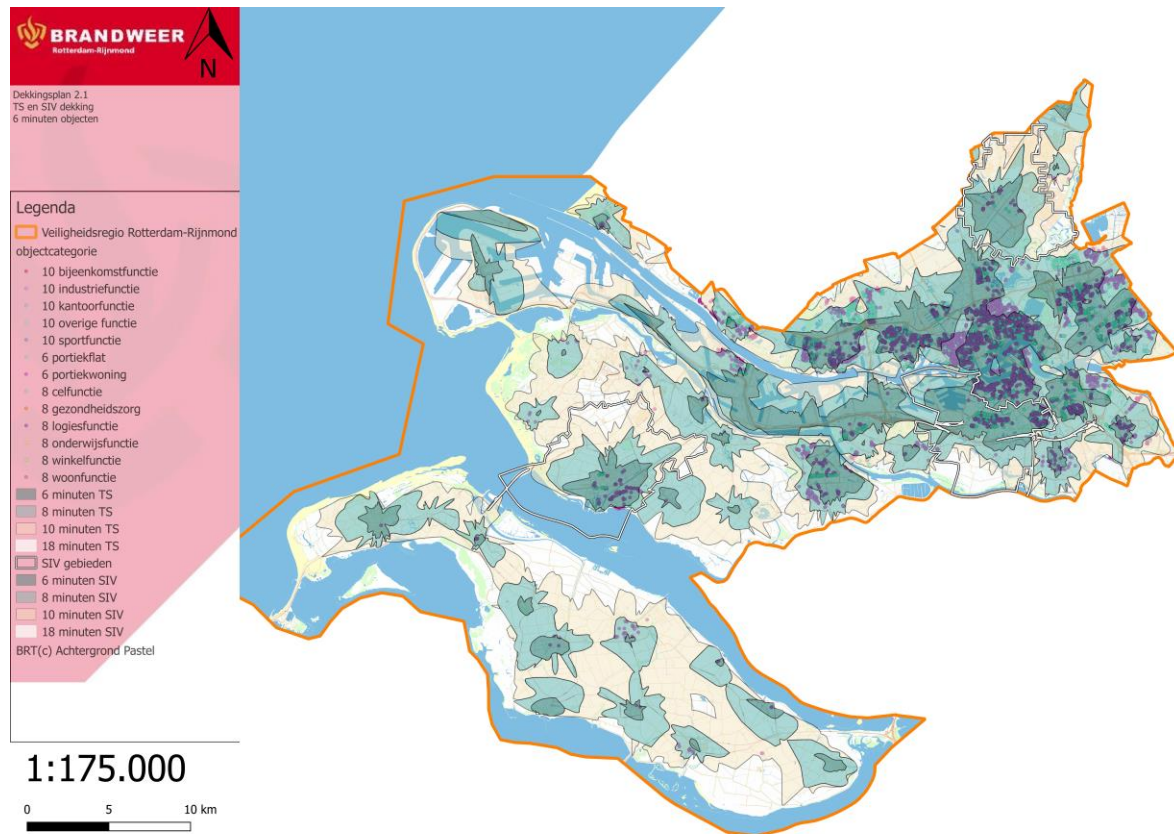 BRANDWEER
Rotterdam-Rijnmond
N
Dekkingsplan 2.1
TS en SIV dekking
6 minuten objecten
Legenda
Veiligheidsregio Rotterdam-Rijnmond
objectcategorie
10 bijeenkomstfunctie
10 industriefunctie
10 kantoorfunctie
10 overige functie
10 sportfunctie
6 portiekflat
6 portiekwoning
8 celfunctie
8 gezondheidszorg
8 logiesfunctie
8 onderwijsfunctie
8 winkelfunctie
8 woonfunctie
6 minuten TS
8 minuten TS
10 minuten TS
18 minuten TS
SIV gebieden
6 minuten SIV
8 minuten SIV
10 minuten SIV
18 minuten SIV
BRT(c) Achtergrond Pastel
1:175.000
0 5 10 km